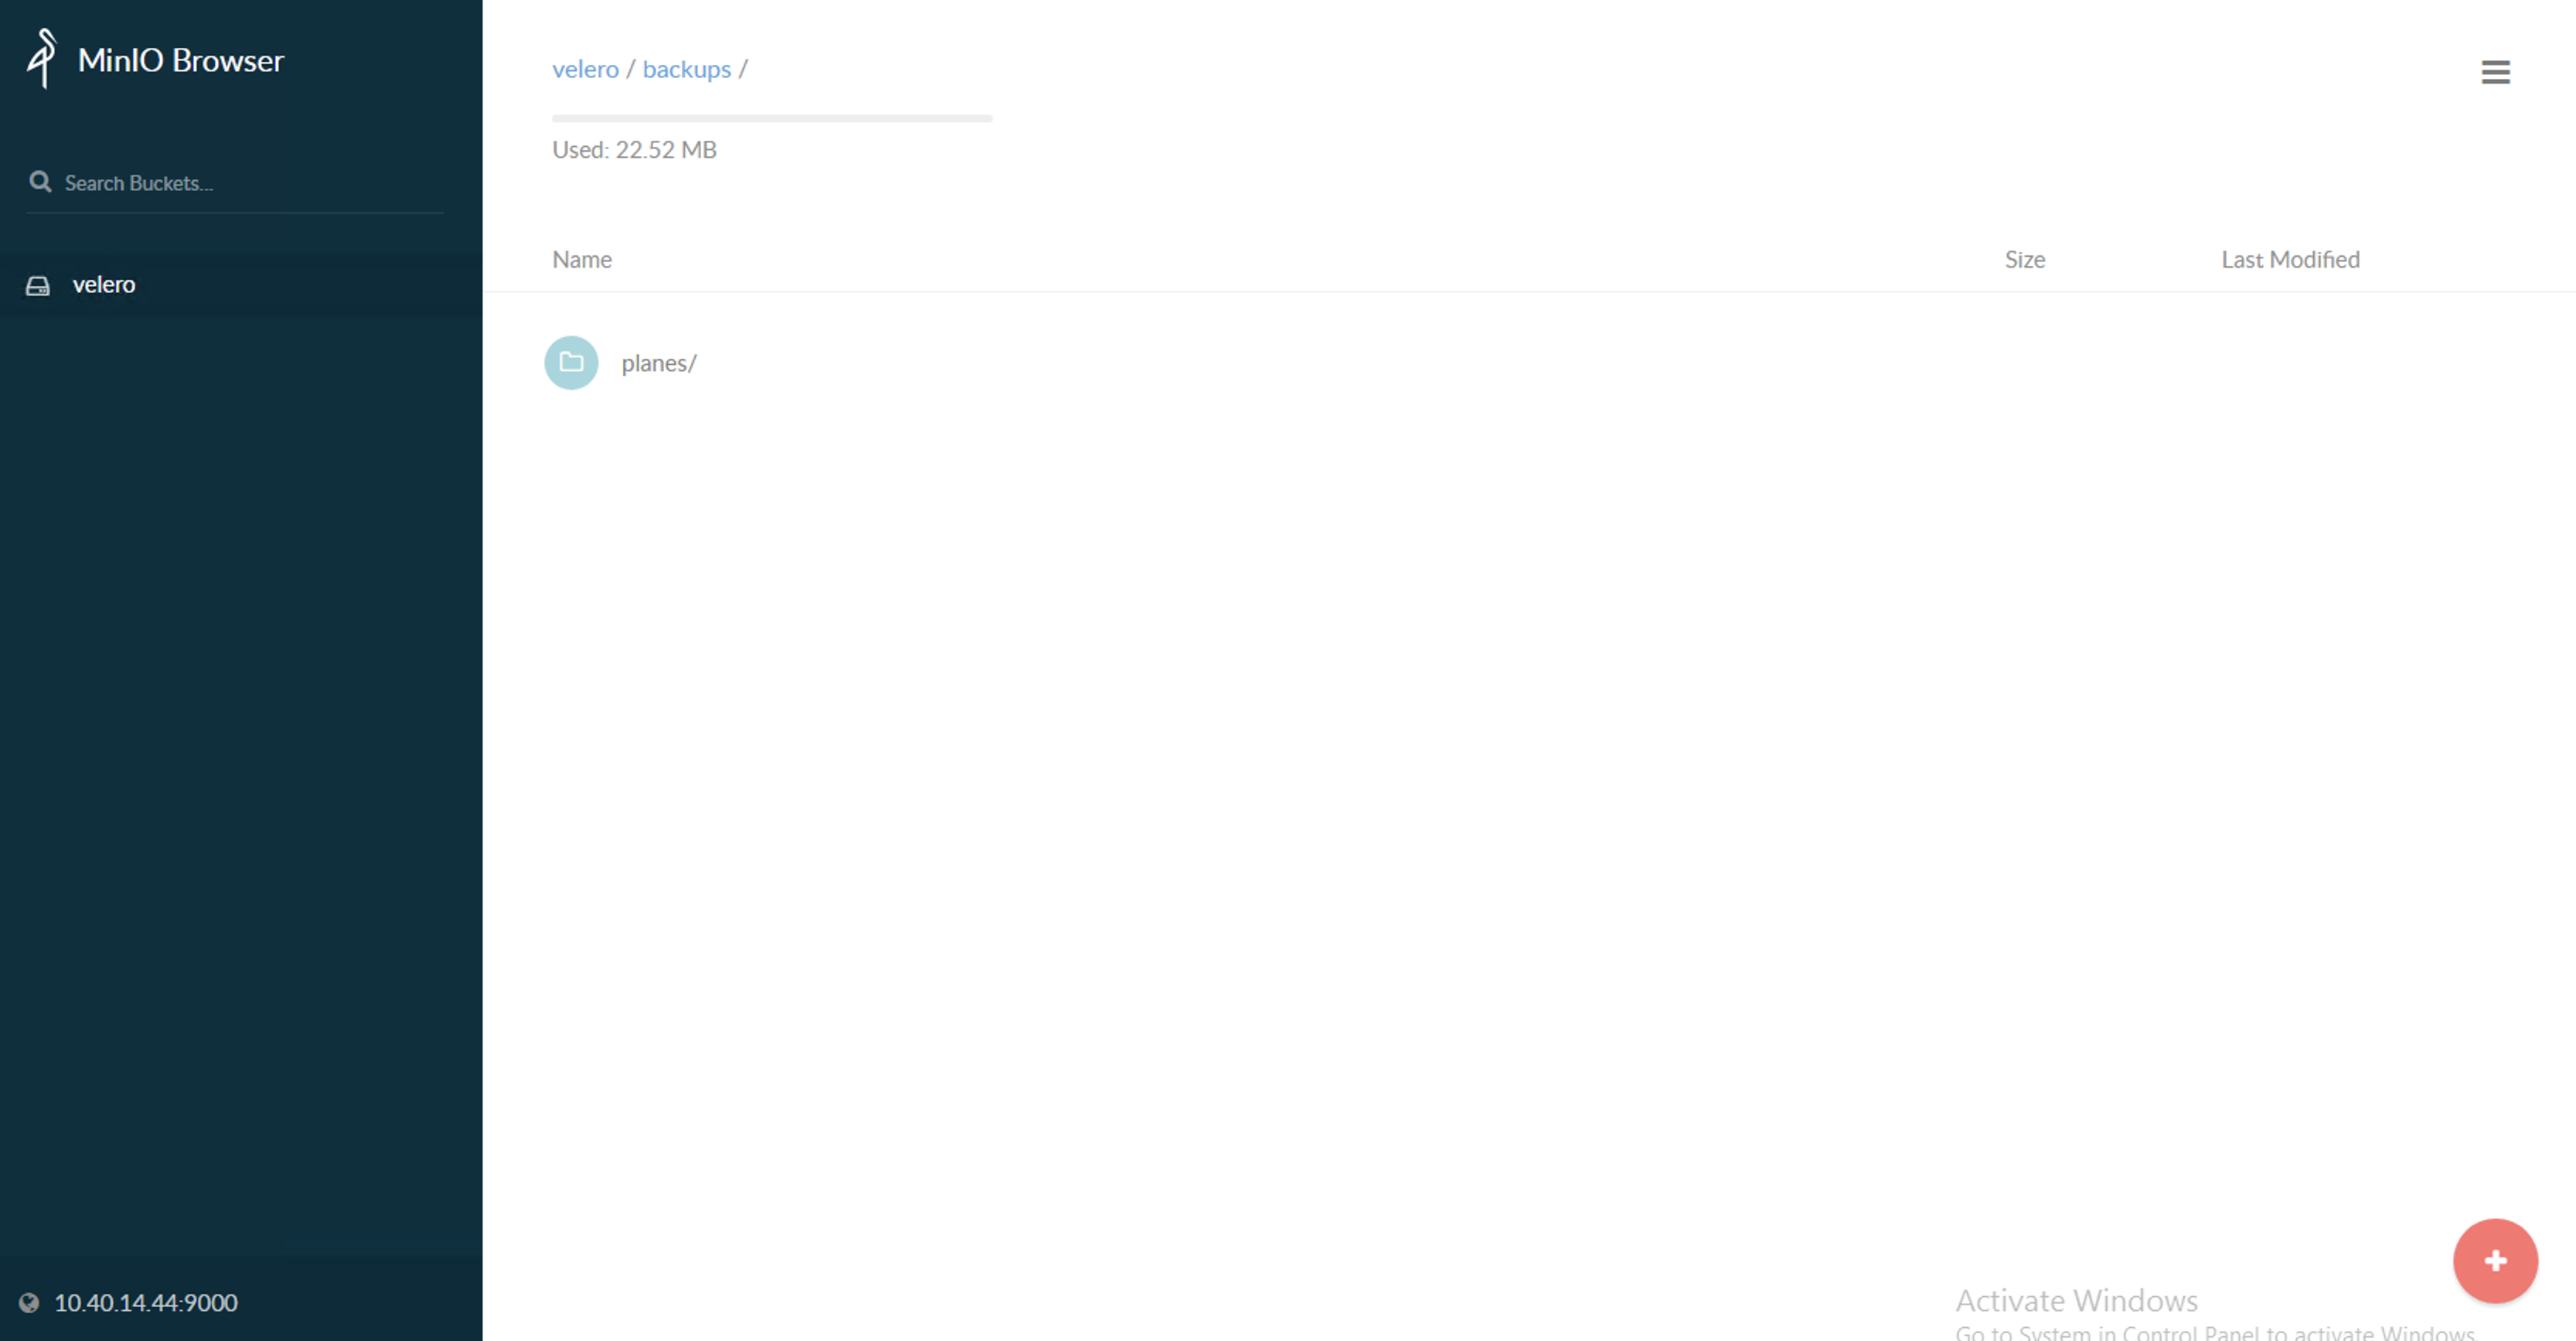 MinIO Browser
Search Buckets...
velero
10.40.14.44:9000
velero / backups /
Used: 22.52 MB
Name Size Last Modified
planes/
Activate Windows
Go to System in Control Panel to activate Windows.